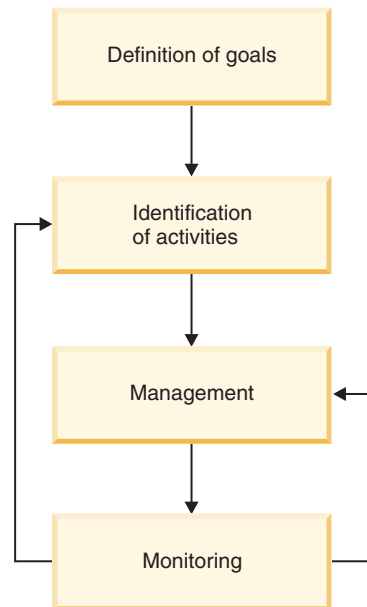 Definition of goals
Identification
of activities
Management
Monitoring